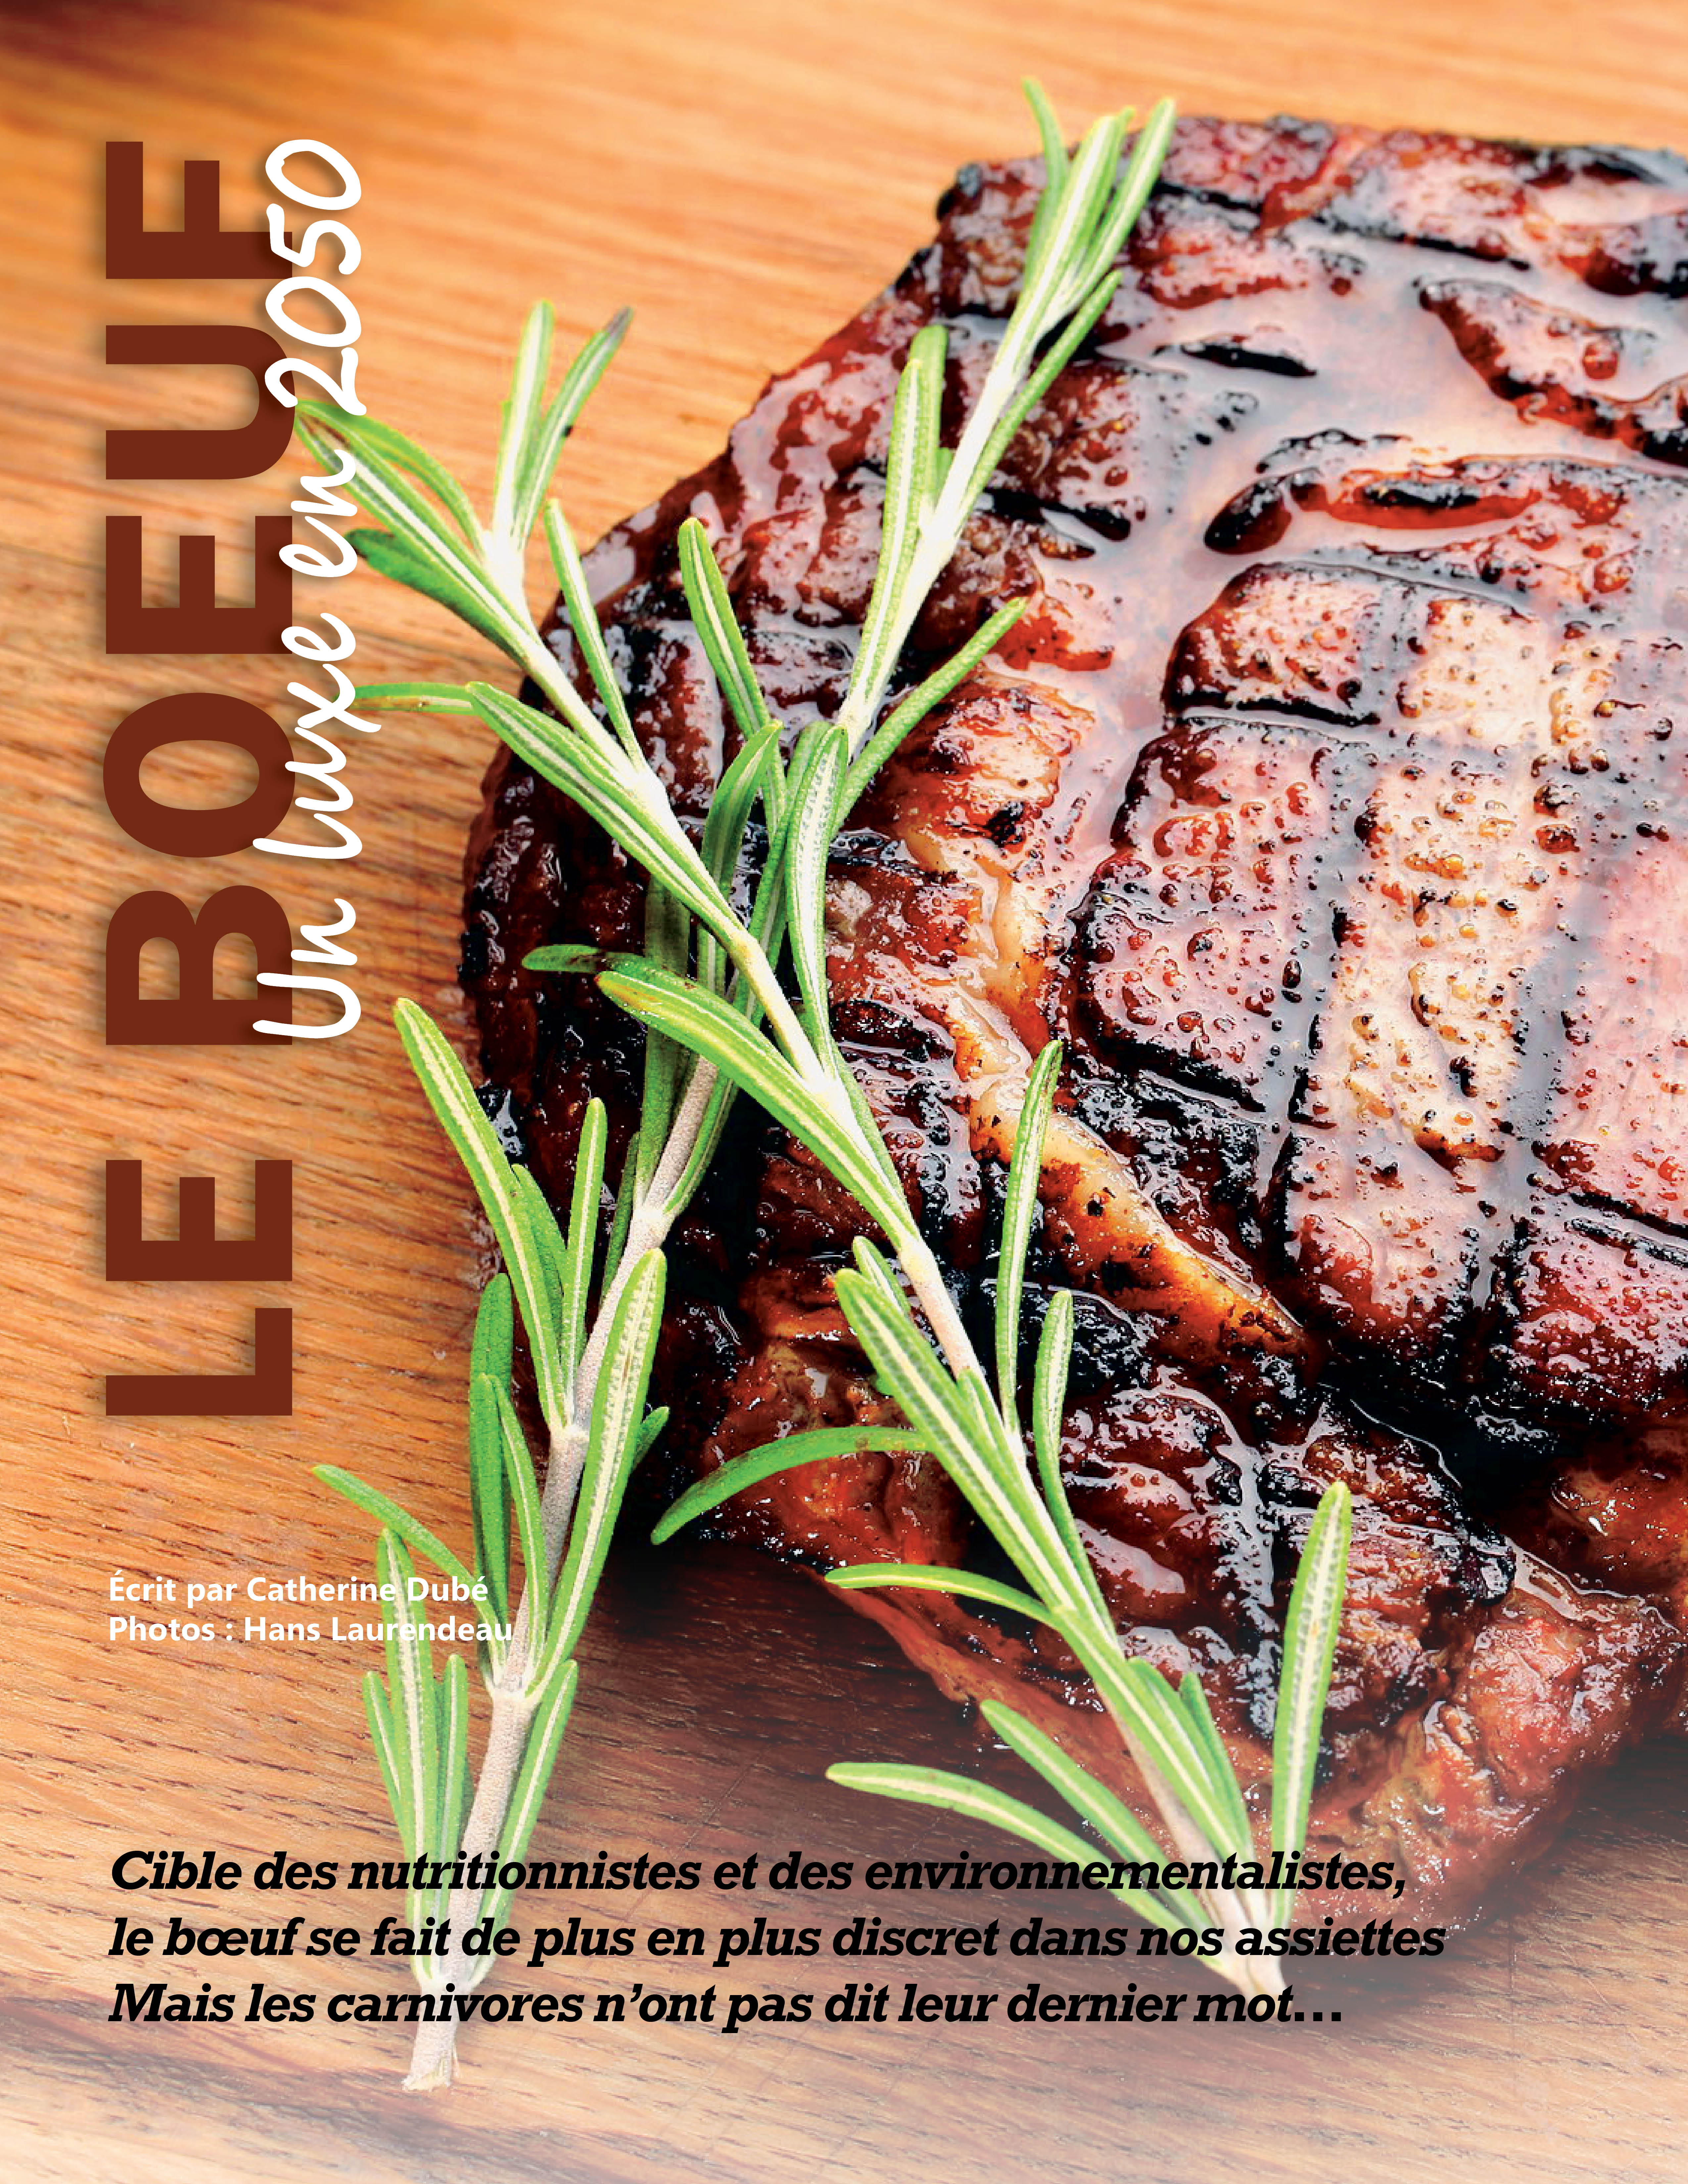 LE BOEUF
Un luxe en 2050
Écrit par Catherine Dubé
Photos : Hans Laurendeau
Cible des nutritionnistes et des environnementalistes,
le bœuf se fait de plus en plus discret dans nos assiettes
Mais les carnivores n’ont pas dit leur dernier mot...